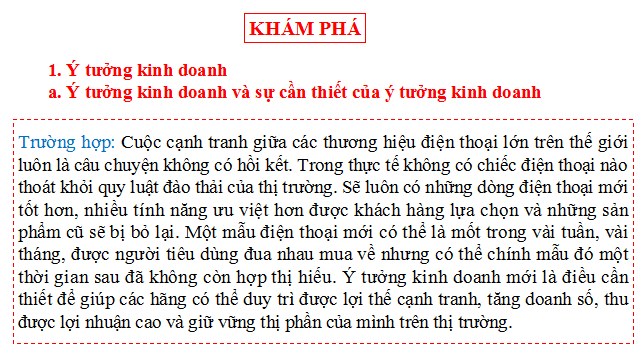 KHÁM PHÁ
1. Ý tưởng kinh doanh
a. Ý tưởng kinh doanh và sự cần thiết của ý tưởng kinh doanh
Trường hợp: Cuộc cạnh tranh giữa các thương hiệu điện thoại lớn trên thế giới
luôn là câu chuyện không có hồi kết. Trong thực tế không có chiếc điện thoại nào
thoát khỏi quy luật đào thải của thị trường. Sẽ luôn có những dòng điện thoại mới
tốt hơn, nhiều tính năng ưu việt hơn được khách hàng lựa chọn và những sản
phẩm cũ sẽ bị bỏ lại. Một mẫu điện thoại mới có thể là mốt trong vài tuần, vài
tháng, được người tiêu dùng đua nhau mua về nhưng có thể chính mẫu đó một
thời gian sau đã không còn hợp thị hiếu. Ý tưởng kinh doanh mới là điều cần
thiết để giúp các hãng có thể duy trì được lợi thế cạnh tranh, tăng doanh số, thu
được lợi nhuận cao và giữ vững thị phần của mình trên thị trường.